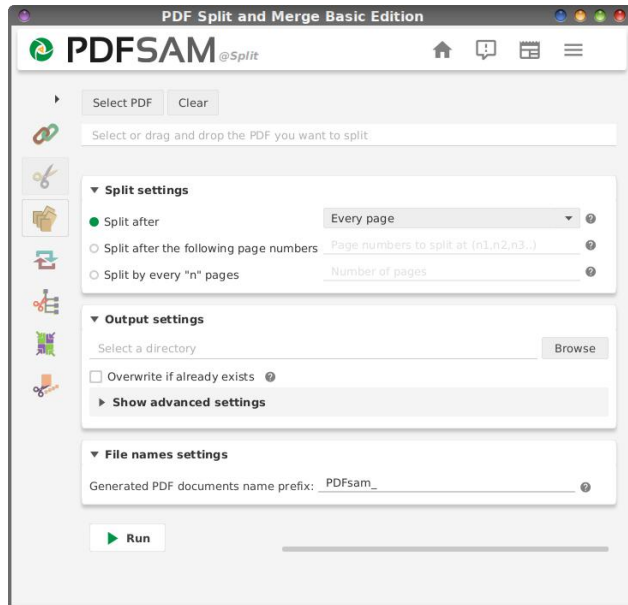 PDF Split and Merge Basic Edition
PDFSAM @Split
Select PDF Clear
Select or drag and drop the PDF you want to split
Split settings
Split after Every page
Split after the following page numbers Page numbers to split at (n1,n2,n3..)
Split by every "n" pages Number of pages
Output settings
Select a directory Browse
Overwrite if already exists
Show advanced settings
File names settings
Generated PDF documents name prefix: PDFsam_
Run